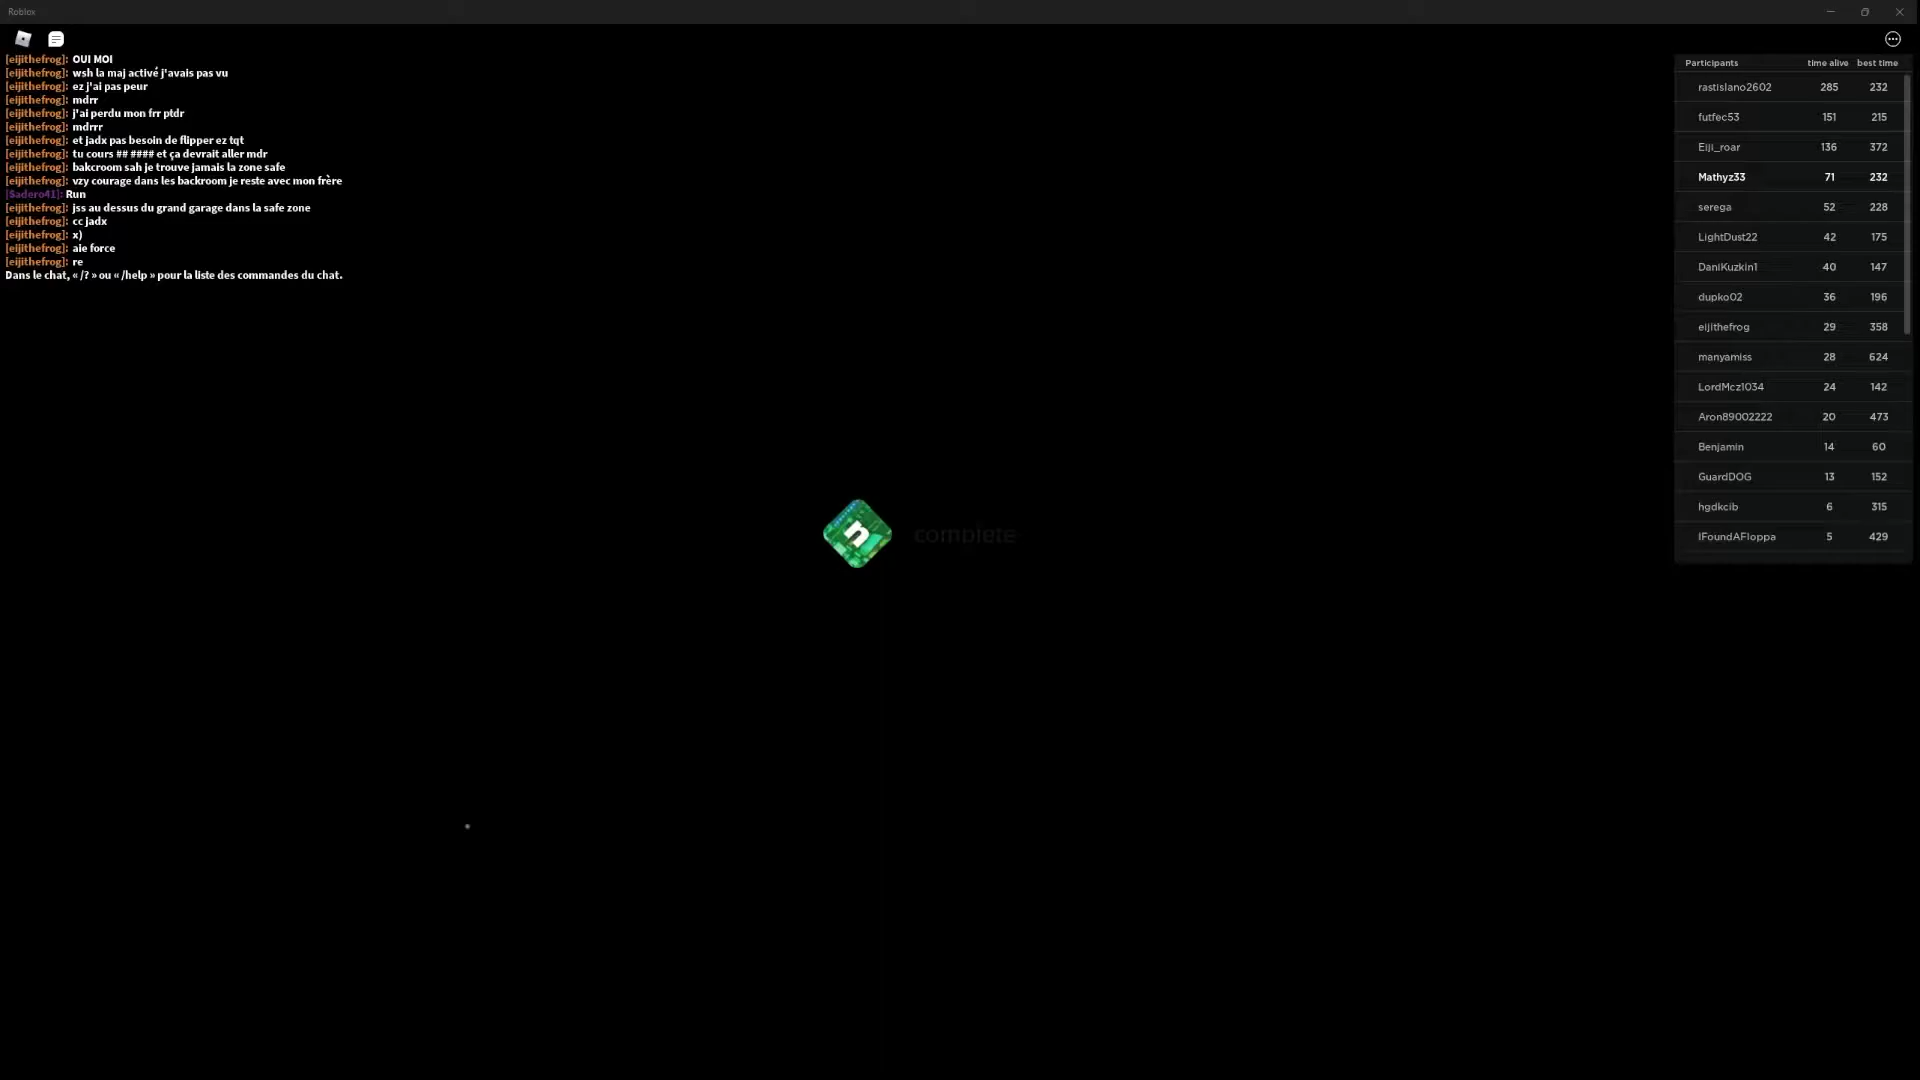 Roblox
[eijithefrog]: OUI MOI
[eijithefrog]: wsh la maj activé j'avais pas vu
[eijithefrog]: ez j'ai pas peur
[eijithefrog]: mdrr
[eijithefrog]: j'ai perdu mon frr ptdr
[eijithefrog]: mdrrr
[eijithefrog]: et jadx pas besoin de flipper ez tqt
[eijithefrog]: tu cours ## #### et ça devrait aller mdr
[eijithefrog]: bakcroom sah je trouve jamais la zone safe
[eijithefrog]: vzy courage dans les backroom je reste avec mon frère
[Sadero41]: Run
[eijithefrog]: jss au dessus du grand garage dans la safe zone
[eijithefrog]: cc jadx
[eijithefrog]: x)
[eijithefrog]: aie force
[eijithefrog]: re
Dans le chat, « /? » ou « /help » pour la liste des commandes du chat.
n complete
Participants time alive best time
rastislano2602 285 232
futfec53 151 215
Eiji_roar 136 372
Mathyz33 71 232
serega 52 228
LightDust22 42 175
DaniKuzkin1 40 147
dupko02 36 196
eijithefrog 29 358
manyamiss 28 624
LordMcz1034 24 142
Aron89002222 20 473
Benjamin 14 60
GuardDOG 13 152
hgdkcib 6 315
IFoundAFloppa 5 429